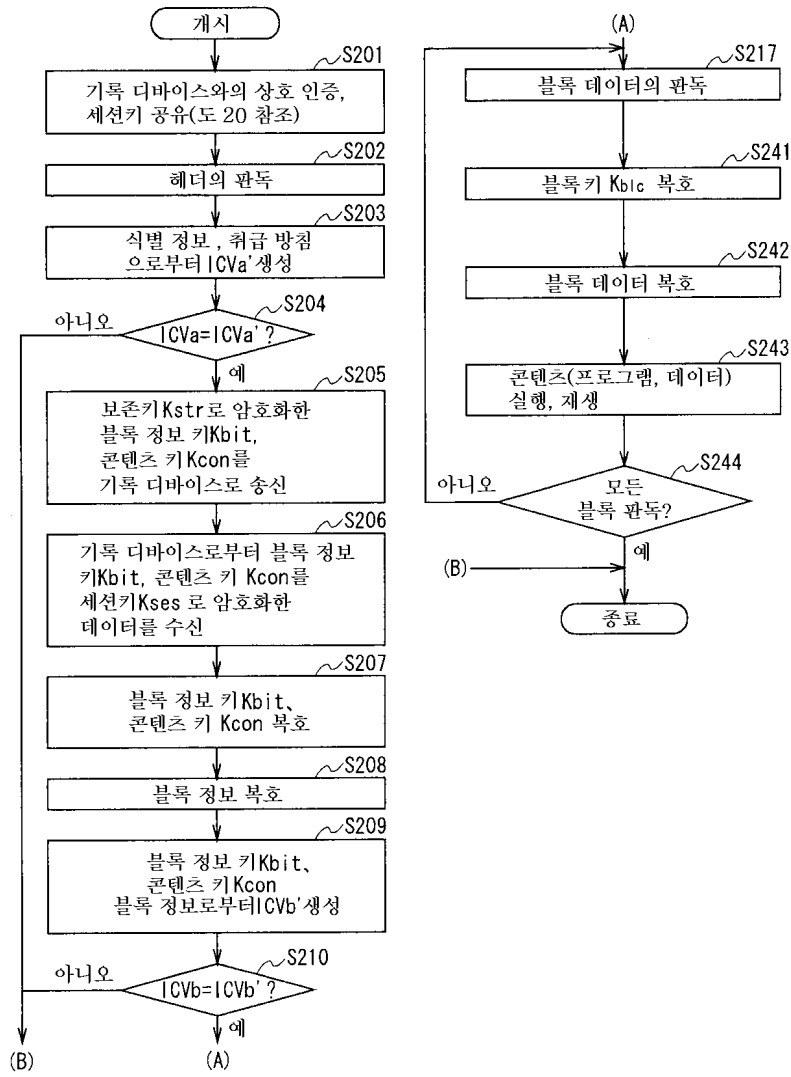 개시
S201
기록 디바이스와의 상호 인증,
세션키 공유(도 20 참조)
S202
헤더의 판독
S203
식별 정보, 취급 방침
으로부터 ICVa' 생성
S204
아니오
ICVa=ICVa' ?
예
S205
보존키Kstr로 암호화한
블록 정보 키Kbit,
콘텐츠 키 Kcon를
기록 디바이스로 송신
S206
기록 디바이스로부터 블록 정보
키Kbit, 콘텐츠 키 Kcon를
세션키Kses 로 암호화한
데이터를 수신
S207
블록 정보 키Kbit、
콘텐츠 키 Kcon 복호
S208
블록 정보 복호
S209
블록 정보 키Kbit、
콘텐츠 키Kcon
블록 정보로부터ICVb'생성
S210
아니오
ICVb=ICVb' ?
예
(B)
(A)
(A)
S217
블록 데이터의 판독
S241
블록키 Kblc 복호
S242
블록 데이터 복호
S243
콘텐츠(프로그램, 데이터)
실행, 재생
S244
아니오
모든
블록 판독?
예
(B)
종료